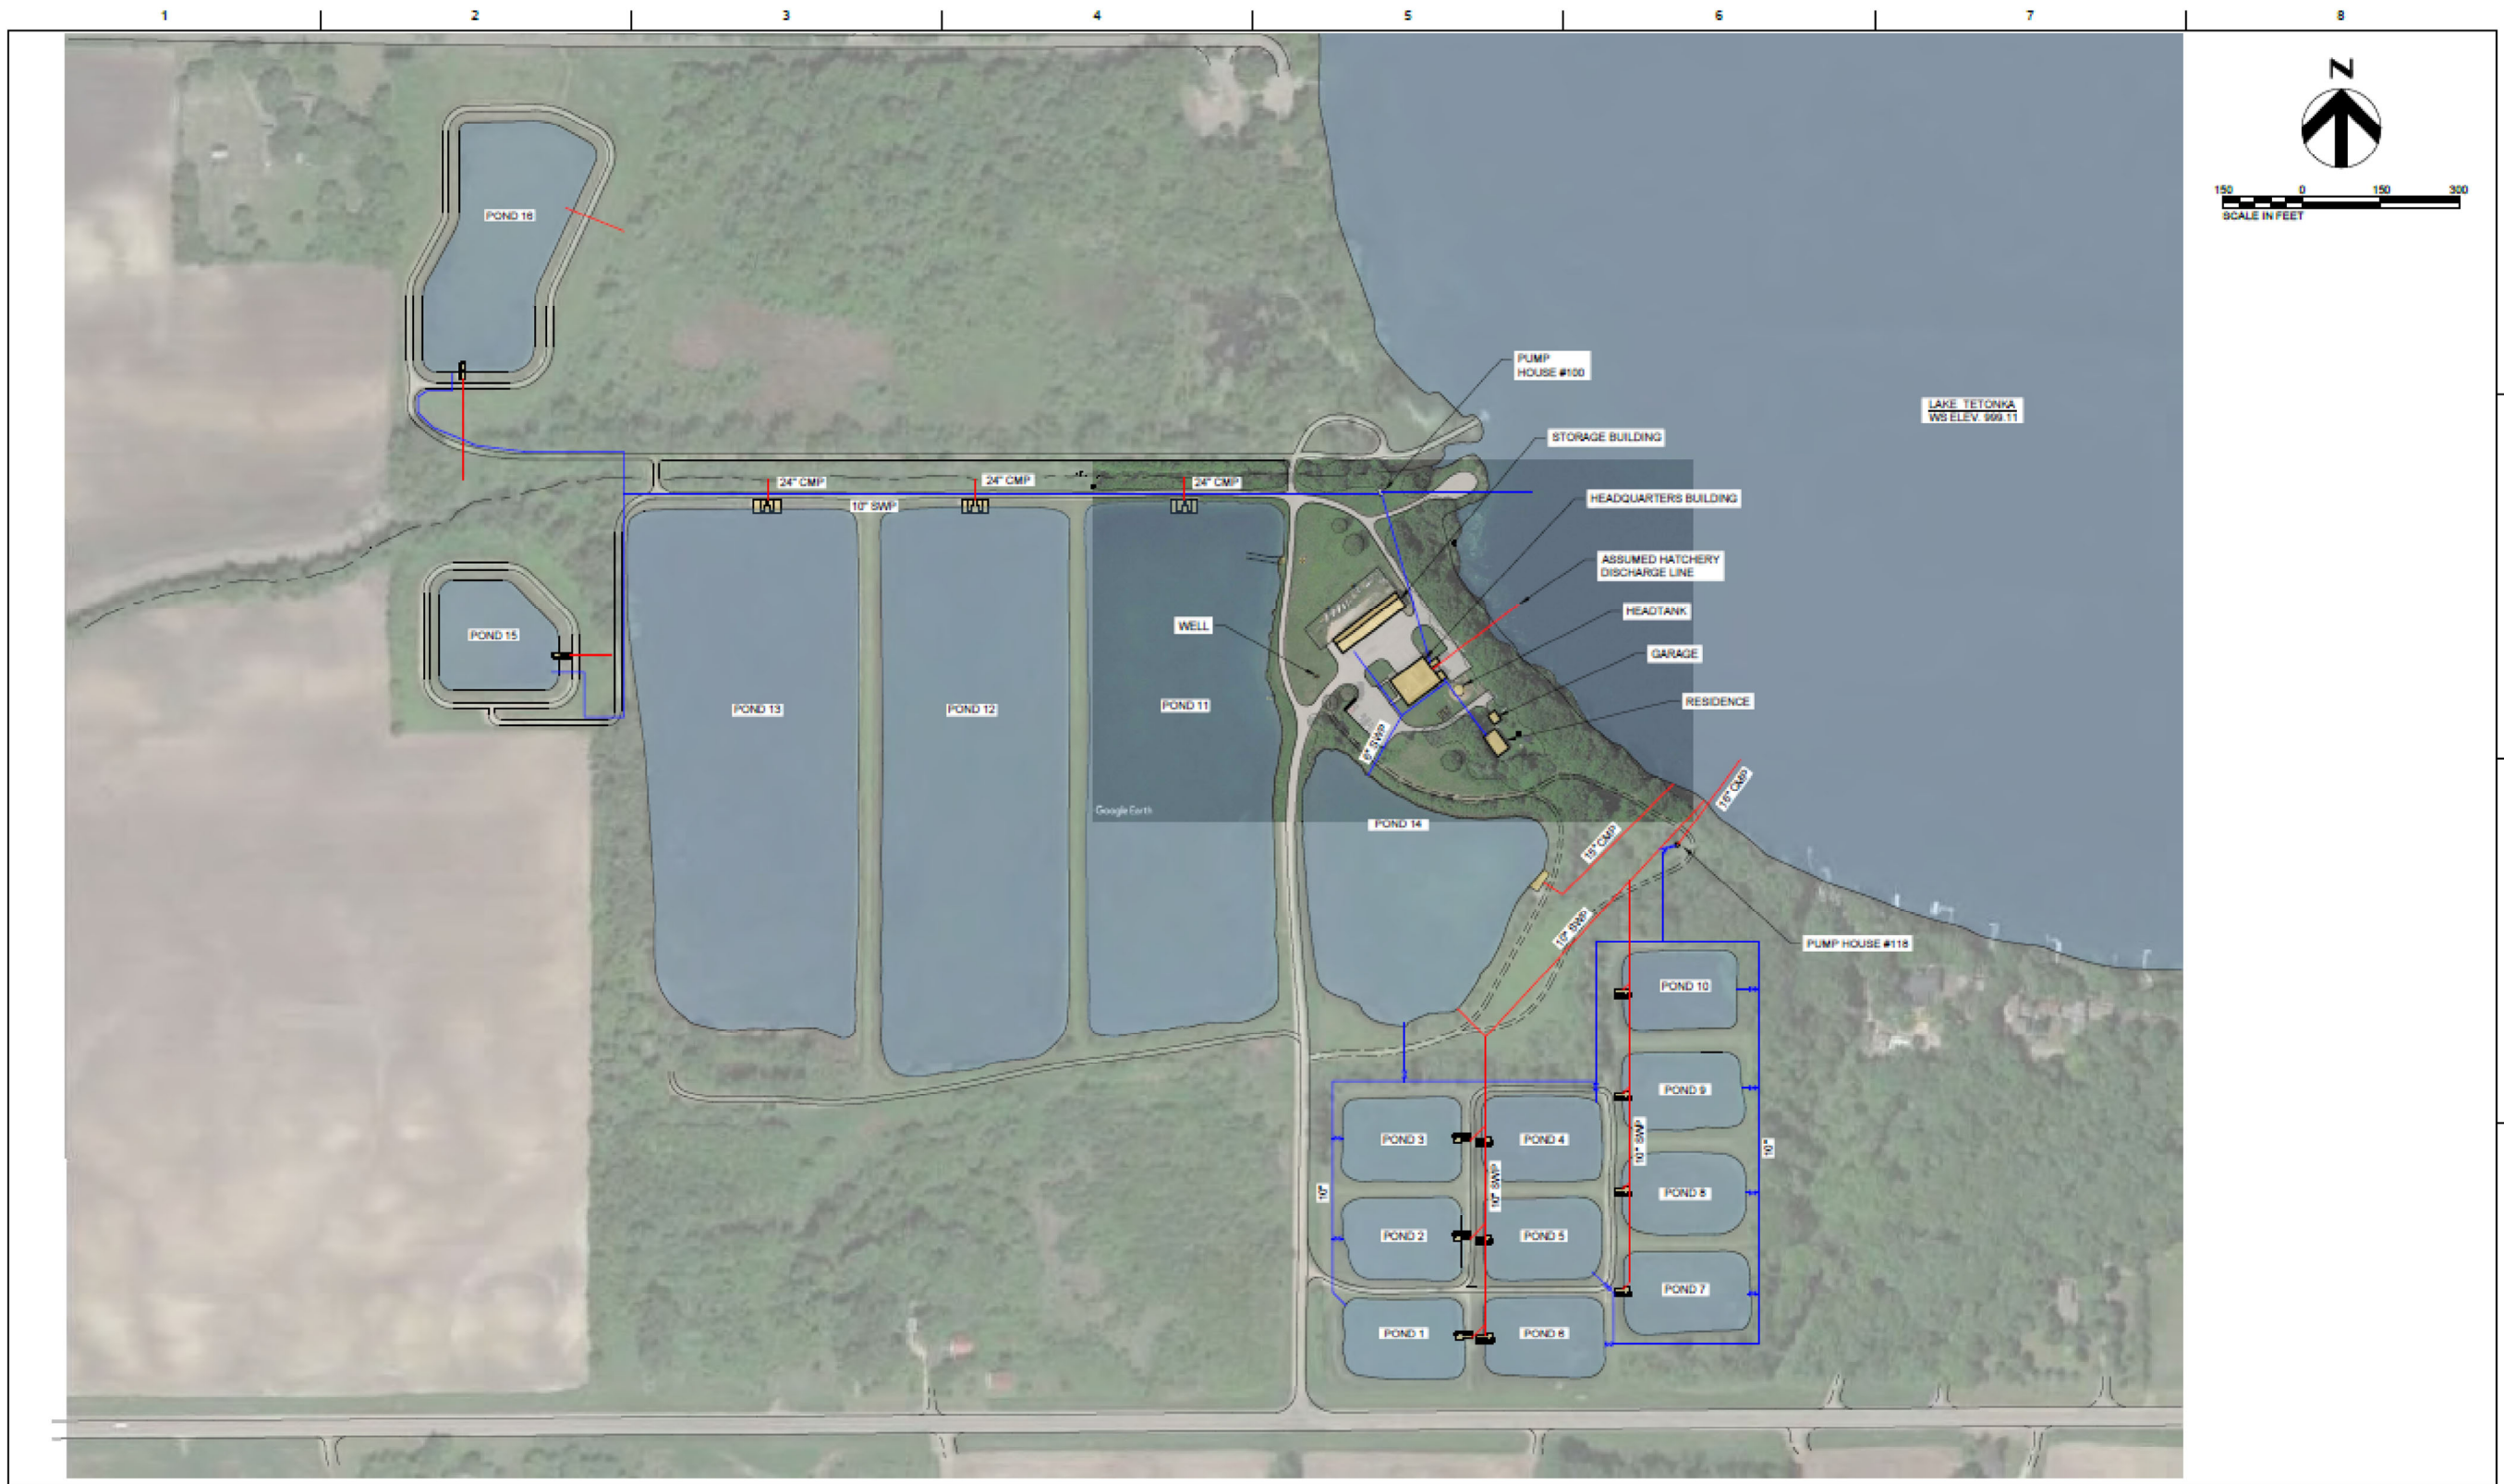 1 2 3 4 5 6 7 8
N
150 0 150 300
SCALE IN FEET
POND 16
PUMP
HOUSE #100
LAKE TETONKA
WS ELEV. 999.11
STORAGE BUILDING
24" CMP
24" CMP
24" CMP
10" SWP
HEADQUARTERS BUILDING
ASSUMED HATCHERY
DISCHARGE LINE
HEADTANK
WELL
POND 15
GARAGE
RESIDENCE
POND 13
POND 12
POND 11
6" SWP
Google Earth
POND 14
15" CMP
16" CMP
10" SWP
PUMP HOUSE #118
POND 10
POND 9
POND 3
POND 4
10" SWP
10"
10"
10" SWP
POND 8
POND 2
POND 5
POND 7
POND 1
POND 6